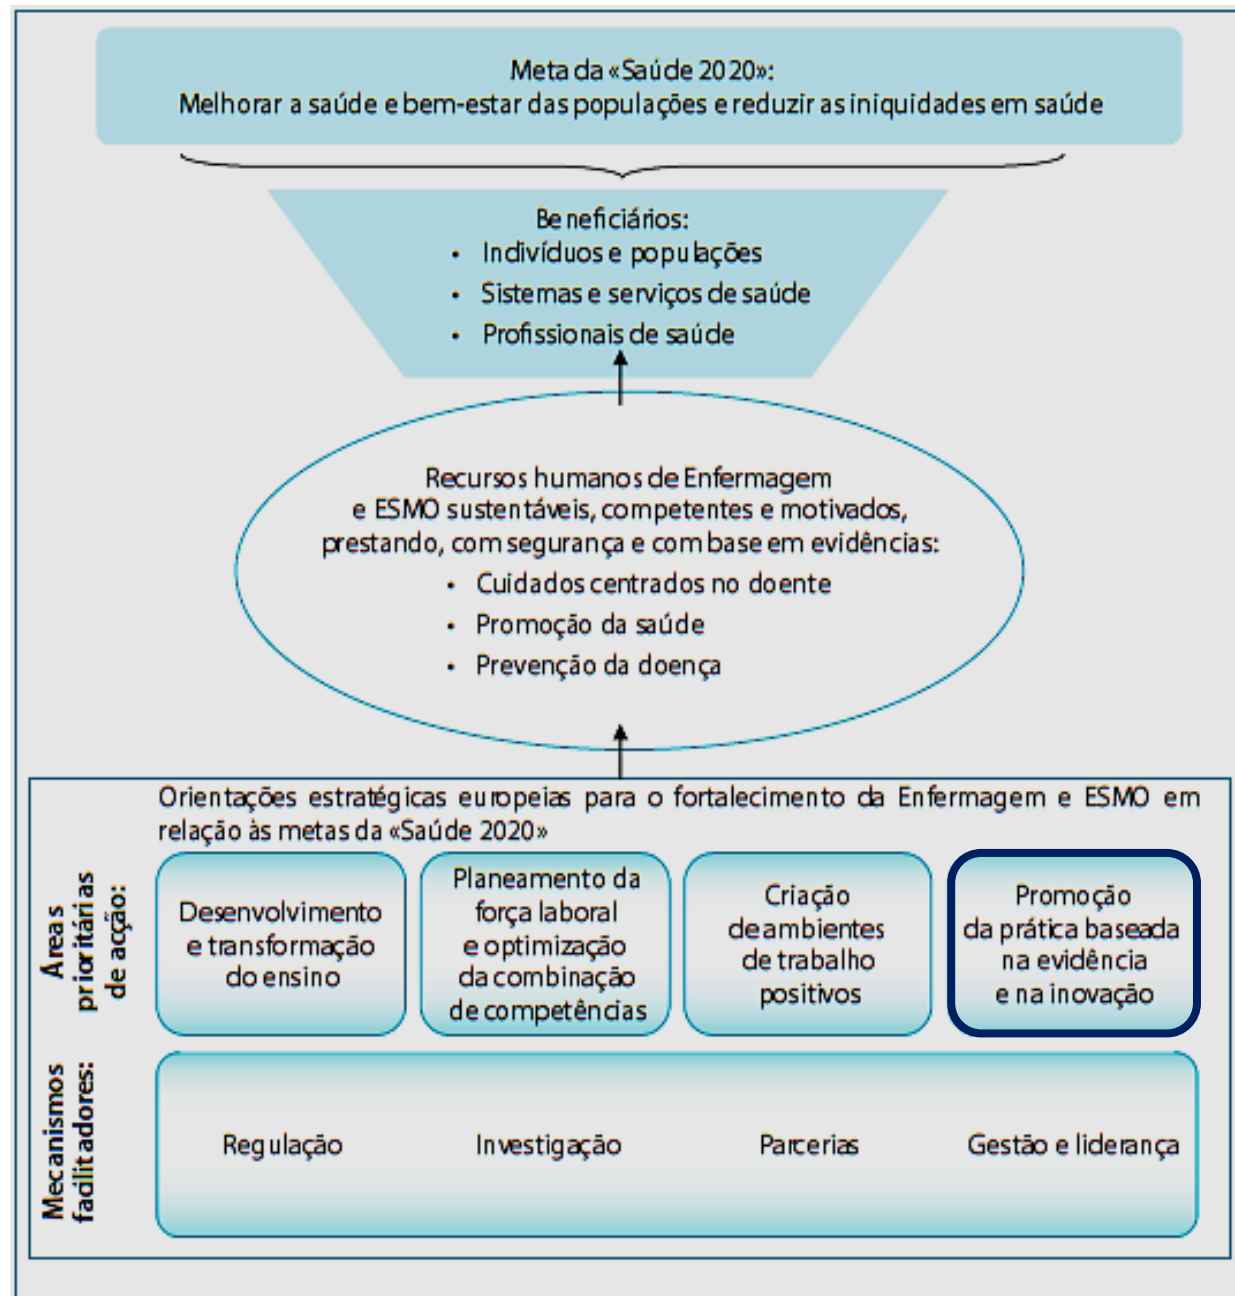 Meta da «Saúde 2020»:
Melhorar a saúde e bem-estar das populações e reduzir as iniquidades em saúde
Beneficiários:
• Indivíduos e populações
• Sistemas e serviços de saúde
• Profissionais de saúde
Recursos humanos de Enfermagem
e ESMO sustentáveis, competentes e motivados,
prestando, com segurança e com base em evidências:
• Cuidados centrados no doente
• Promoção da saúde
• Prevenção da doença
Orientações estratégicas europeias para o fortalecimento da Enfermagem e ESMO em
relação às metas da «Saúde 2020»
Áreas
prioritárias
de acção:
Desenvolvimento
e transformação
do ensino
Planeamento da
força laboral
e optimização
da combinação
de competências
Criação
de ambientes
de trabalho
positivos
Promoção
da prática baseada
na evidência
e na inovação
Mecanismos
facilitadores:
Regulação
Investigação
Parcerias
Gestão e liderança